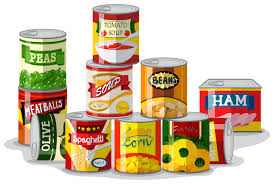 TOMATO
SOUP
PEAS
SOUP
BEANS
MEATBALLS
HAM
OLIVE
Spaghetti
Corn